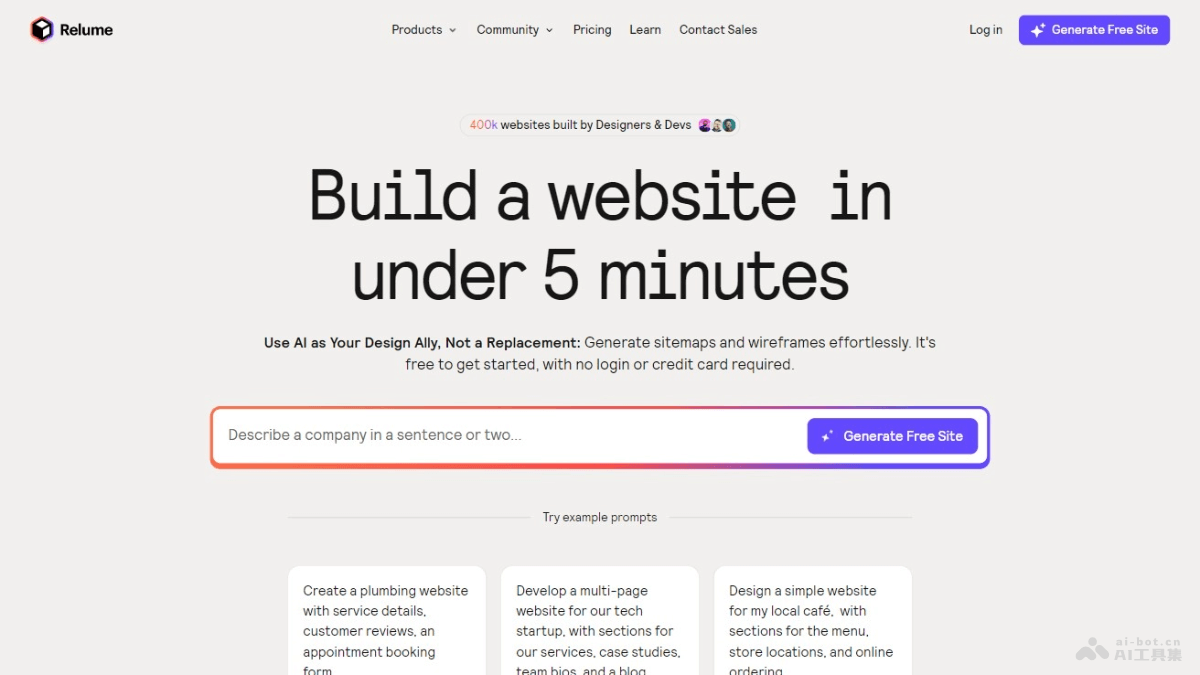 Relume
Products
Community
Pricing
Learn
Contact Sales
Log in
Generate Free Site
400k websites built by Designers & Devs
Build a website in
under 5 minutes
Use AI as Your Design Ally, Not a Replacement: Generate sitemaps and wireframes effortlessly. It's
free to get started, with no login or credit card required.
Describe a company in a sentence or two...
Generate Free Site
Try example prompts
Create a plumbing website
with service details,
customer reviews, an
appointment booking
form.
Develop a multi-page
website for our tech
startup, with sections for
our services, case studies,
team bios, and a blog.
Design a simple website
for my local café, with
sections for the menu,
store locations, and online
ordering.
ai-bot.cn
AI工具集